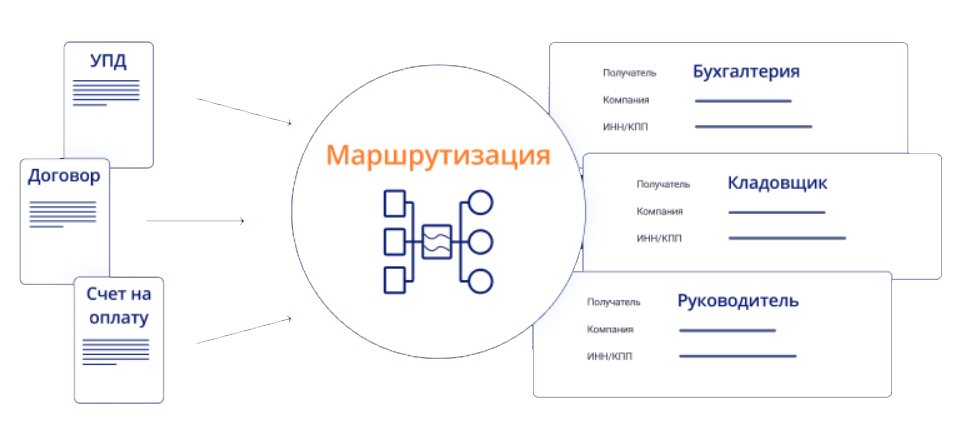 УПД
Договор
Счет на
оплату
Маршрутизация
Получатель Бухгалтерия
Компания
ИНН/КПП
Получатель Кладовщик
Компания
ИНН/КПП
Получатель Руководитель
Компания
ИНН/КПП